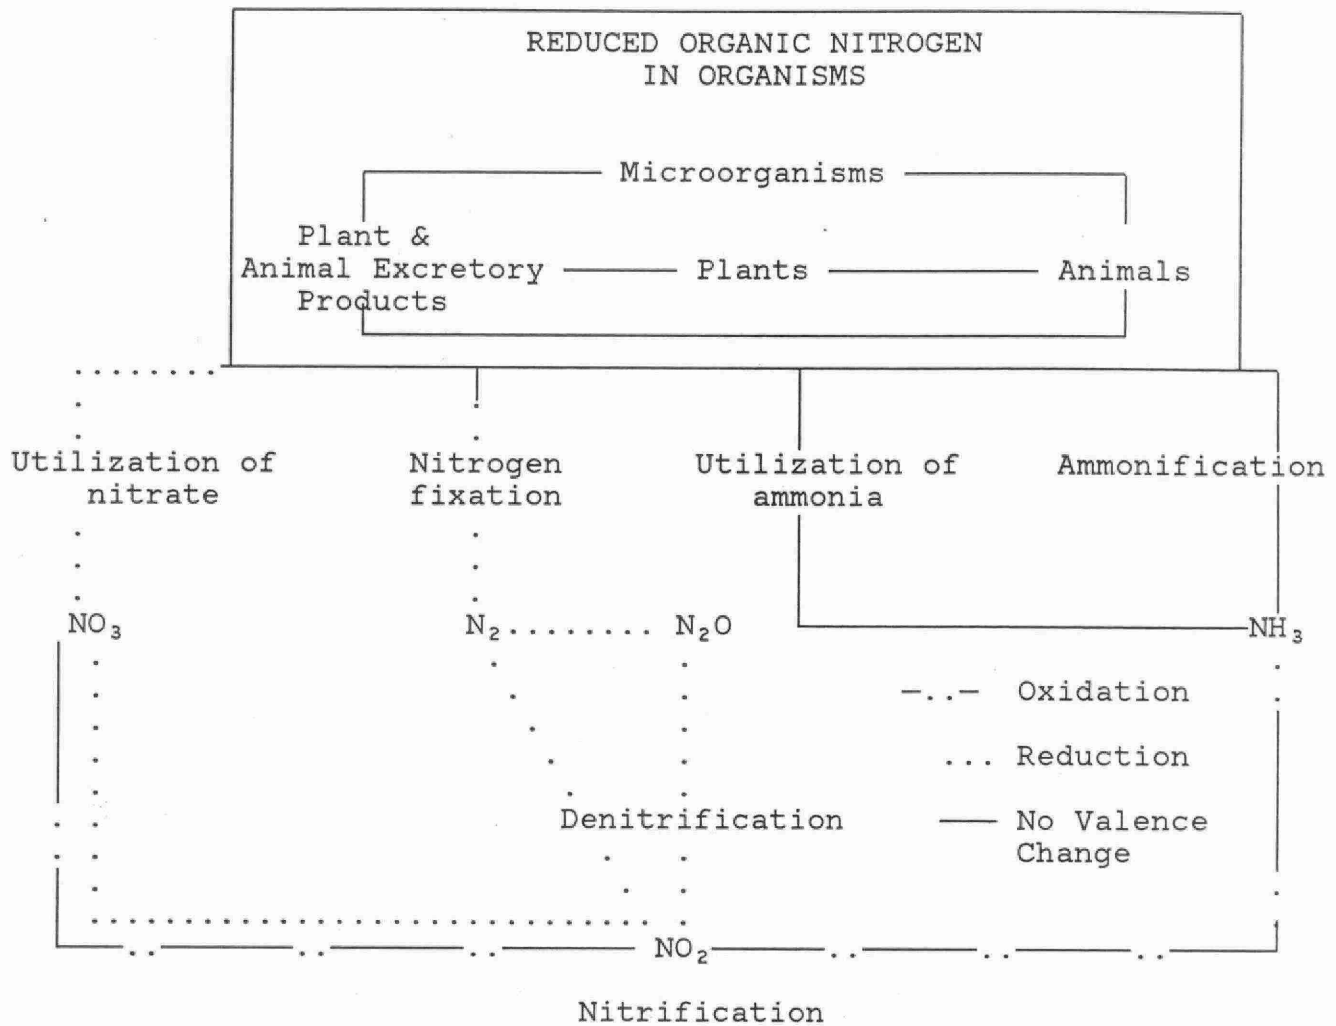 REDUCED ORGANIC NITROGEN
IN ORGANISMS
Microorganisms
Plant &
Animal Excretory
Products
Plants
Animals
Utilization of
nitrate
Nitrogen
fixation
Utilization of
ammonia
Ammonification
NO₃
N₂
N₂O
NH₃
Oxidation
Reduction
No Valence
Change
Denitrification
NO₂
Nitrification